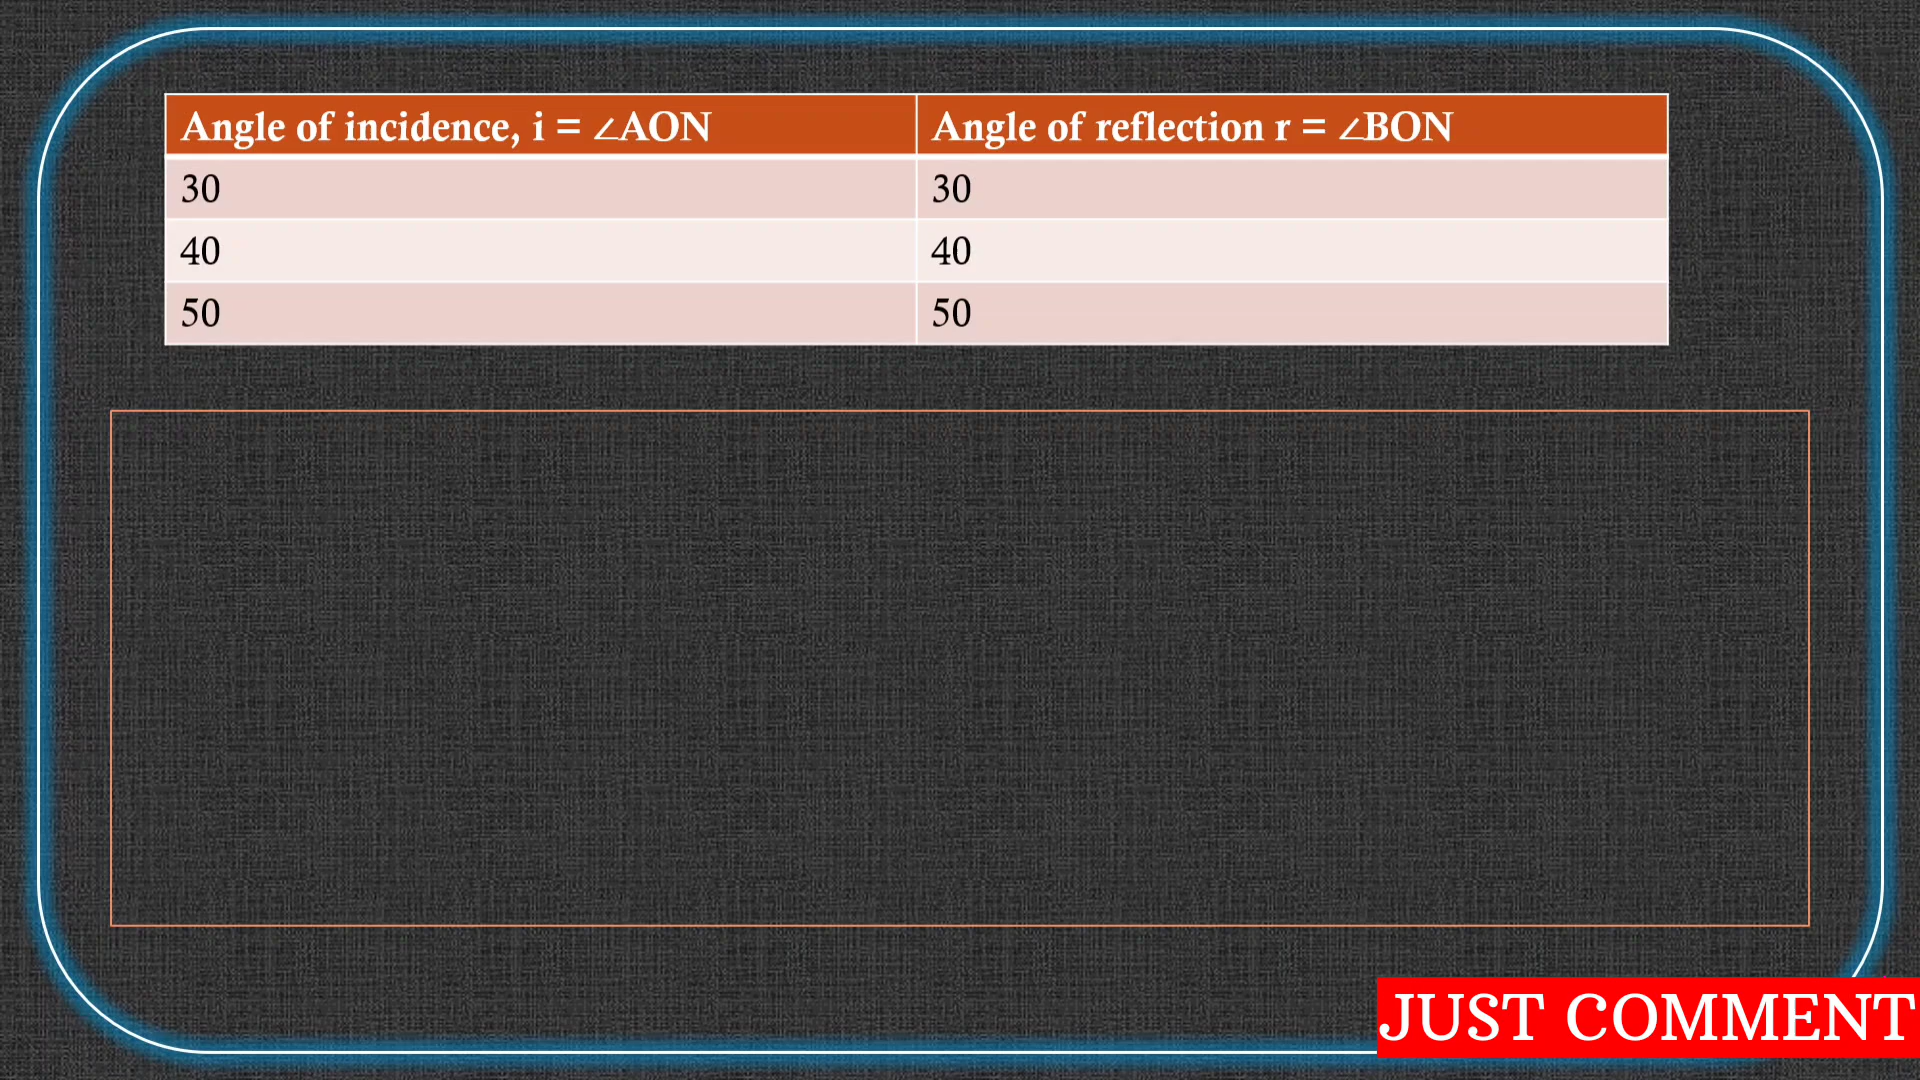 Angle of incidence, i = ∠AON Angle of reflection r = ∠BON
30 30
40 40
50 50
JUST COMMENT